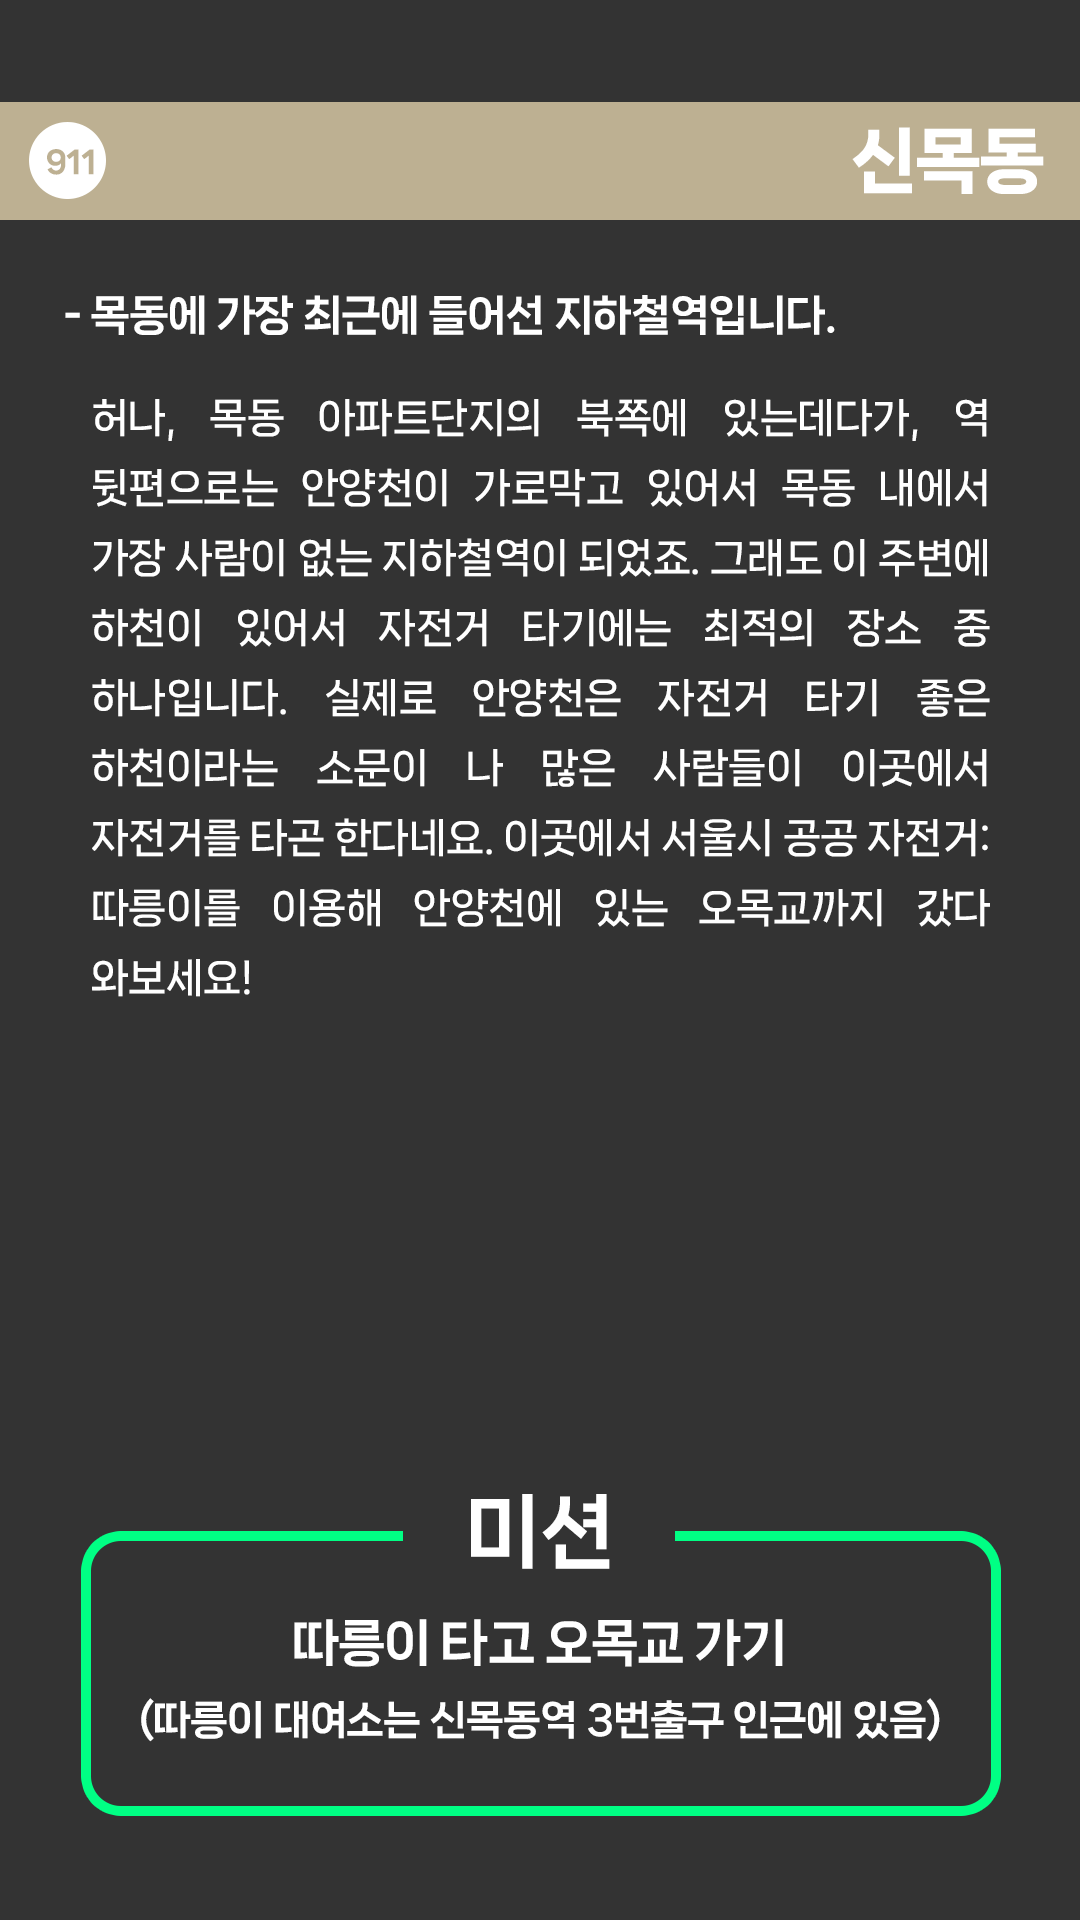 911
신목동
- 목동에 가장 최근에 들어선 지하철역입니다.
허나, 목동 아파트단지의 북쪽에 있는데다가, 역
뒷편으로는 안양천이 가로막고 있어서 목동 내에서
가장 사람이 없는 지하철역이 되었죠. 그래도 이 주변에
하천이 있어서 자전거 타기에는 최적의 장소 중
하나입니다. 실제로 안양천은 자전거 타기 좋은
하천이라는 소문이 나 많은 사람들이 이곳에서
자전거를 타곤 한다네요. 이곳에서 서울시 공공 자전거:
따릉이를 이용해 안양천에 있는 오목교까지 갔다
와보세요!
미션
따릉이 타고 오목교 가기
(따릉이 대여소는 신목동역 3번출구 인근에 있음)